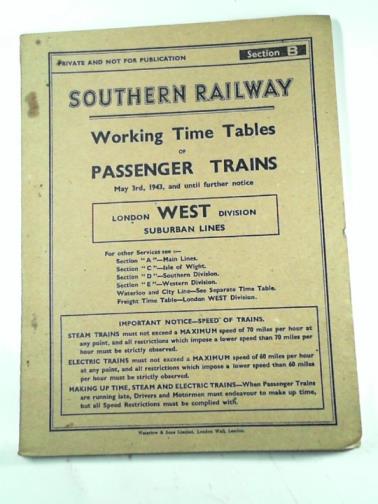 PRIVATE AND NOT FOR PUBLICATION
Section B
SOUTHERN RAILWAY
Working Time Tables
OF
PASSENGER TRAINS
May 3rd, 1943, and until further notice
LONDON WEST DIVISION
SUBURBAN LINES
For other Services see :—
Section "A"—Main Lines.
Section "C"—Isle of Wight.
Section "D"—Southern Division.
Section "E"—Western Division.
Waterloo and City Line—See Separate Time Table.
Freight Time Table—London WEST Division.
IMPORTANT NOTICE—SPEED OF TRAINS.
STEAM TRAINS must not exceed a MAXIMUM speed of 70 miles per hour at
any point, and all restrictions which impose a lower speed than 70 miles per
hour must be strictly observed.
ELECTRIC TRAINS must not exceed a MAXIMUM speed of 60 miles per hour
at any point, and all restrictions which impose a lower speed than 60 miles
per hour must be strictly observed.
MAKING UP TIME, STEAM AND ELECTRIC TRAINS—When Passenger Trains
are running late, Drivers and Motormen must endeavour to make up time,
but all Speed Restrictions must be complied with.
Waterlow & Sons Limited, London Wall, London.